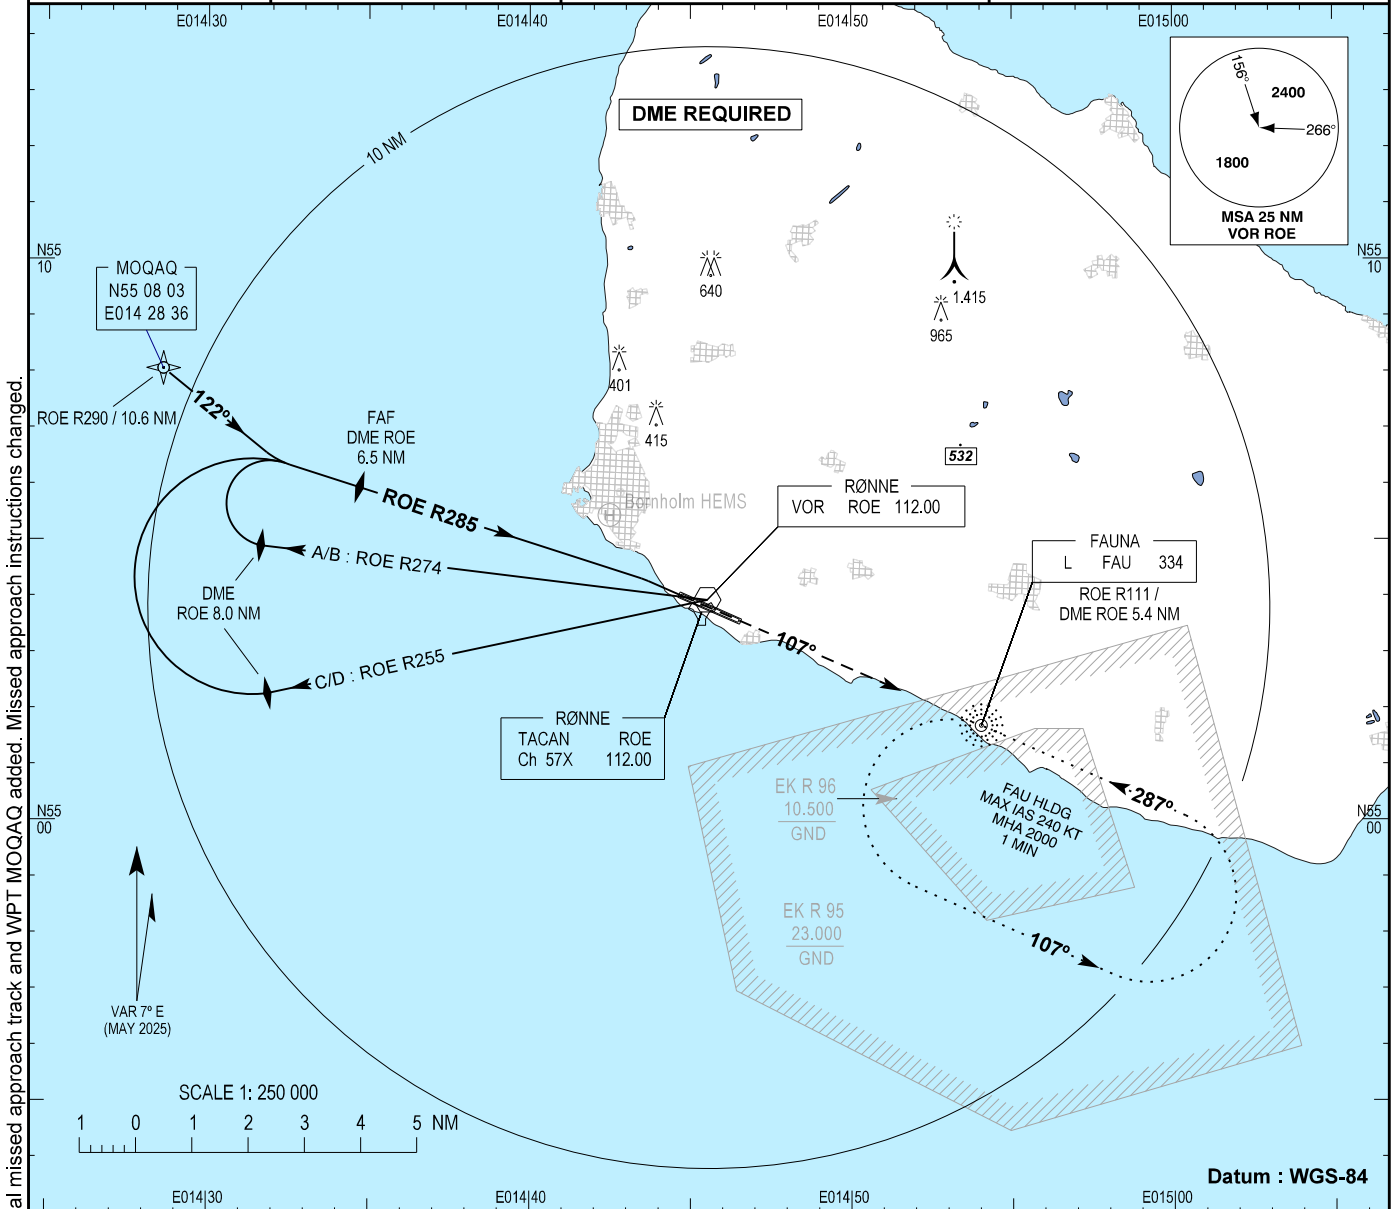 E014 30
E014 40
E014 50
E015 00
DME REQUIRED
10 NM
156°
2400
266°
1800
MSA 25 NM
VOR ROE
N55
10
N55
10
MOQAQ
N55 08 03
E014 28 36
ROE R290 / 10.6 NM
122°
FAF
DME ROE
6.5 NM
640
1.415
965
401
415
532
Bornholm HEMS
H
ROE R285
RØNNE
VOR ROE 112.00
A/B : ROE R274
DME
ROE 8.0 NM
C/D : ROE R255
FAUNA
L FAU 334
ROE R111 /
DME ROE 5.4 NM
107°
RØNNE
TACAN ROE
Ch 57X 112.00
EK R 96
10.500
GND
FAU HLDG
MAX IAS 240 KT
MHA 2000
1 MIN
287°
N55
00
N55
00
EK R 95
23.000
GND
107°
VAR 7° E
(MAY 2025)
SCALE 1: 250 000
1 0 1 2 3 4 5 NM
Datum : WGS-84
E014 30
E014 40
E014 50
E015 00
al missed approach track and WPT MOQAQ added. Missed approach instructions changed.